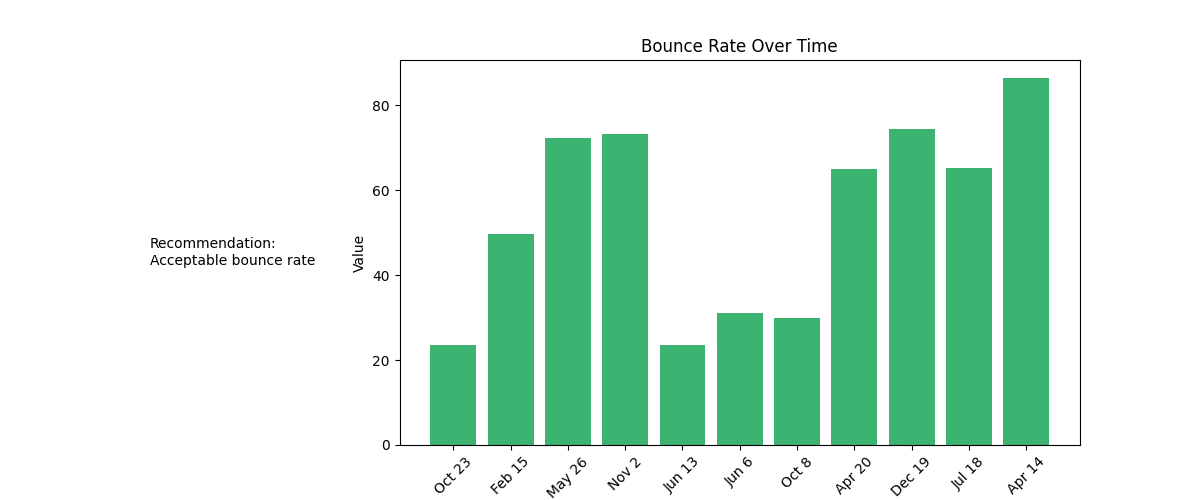 Bounce Rate Over Time
Recommendation:
Acceptable bounce rate
Value
80
60
40
20
0
Oct 23
Feb 15
May 26
Nov 2
Jun 13
Jun 6
Oct 8
Apr 20
Dec 19
Jul 18
Apr 14